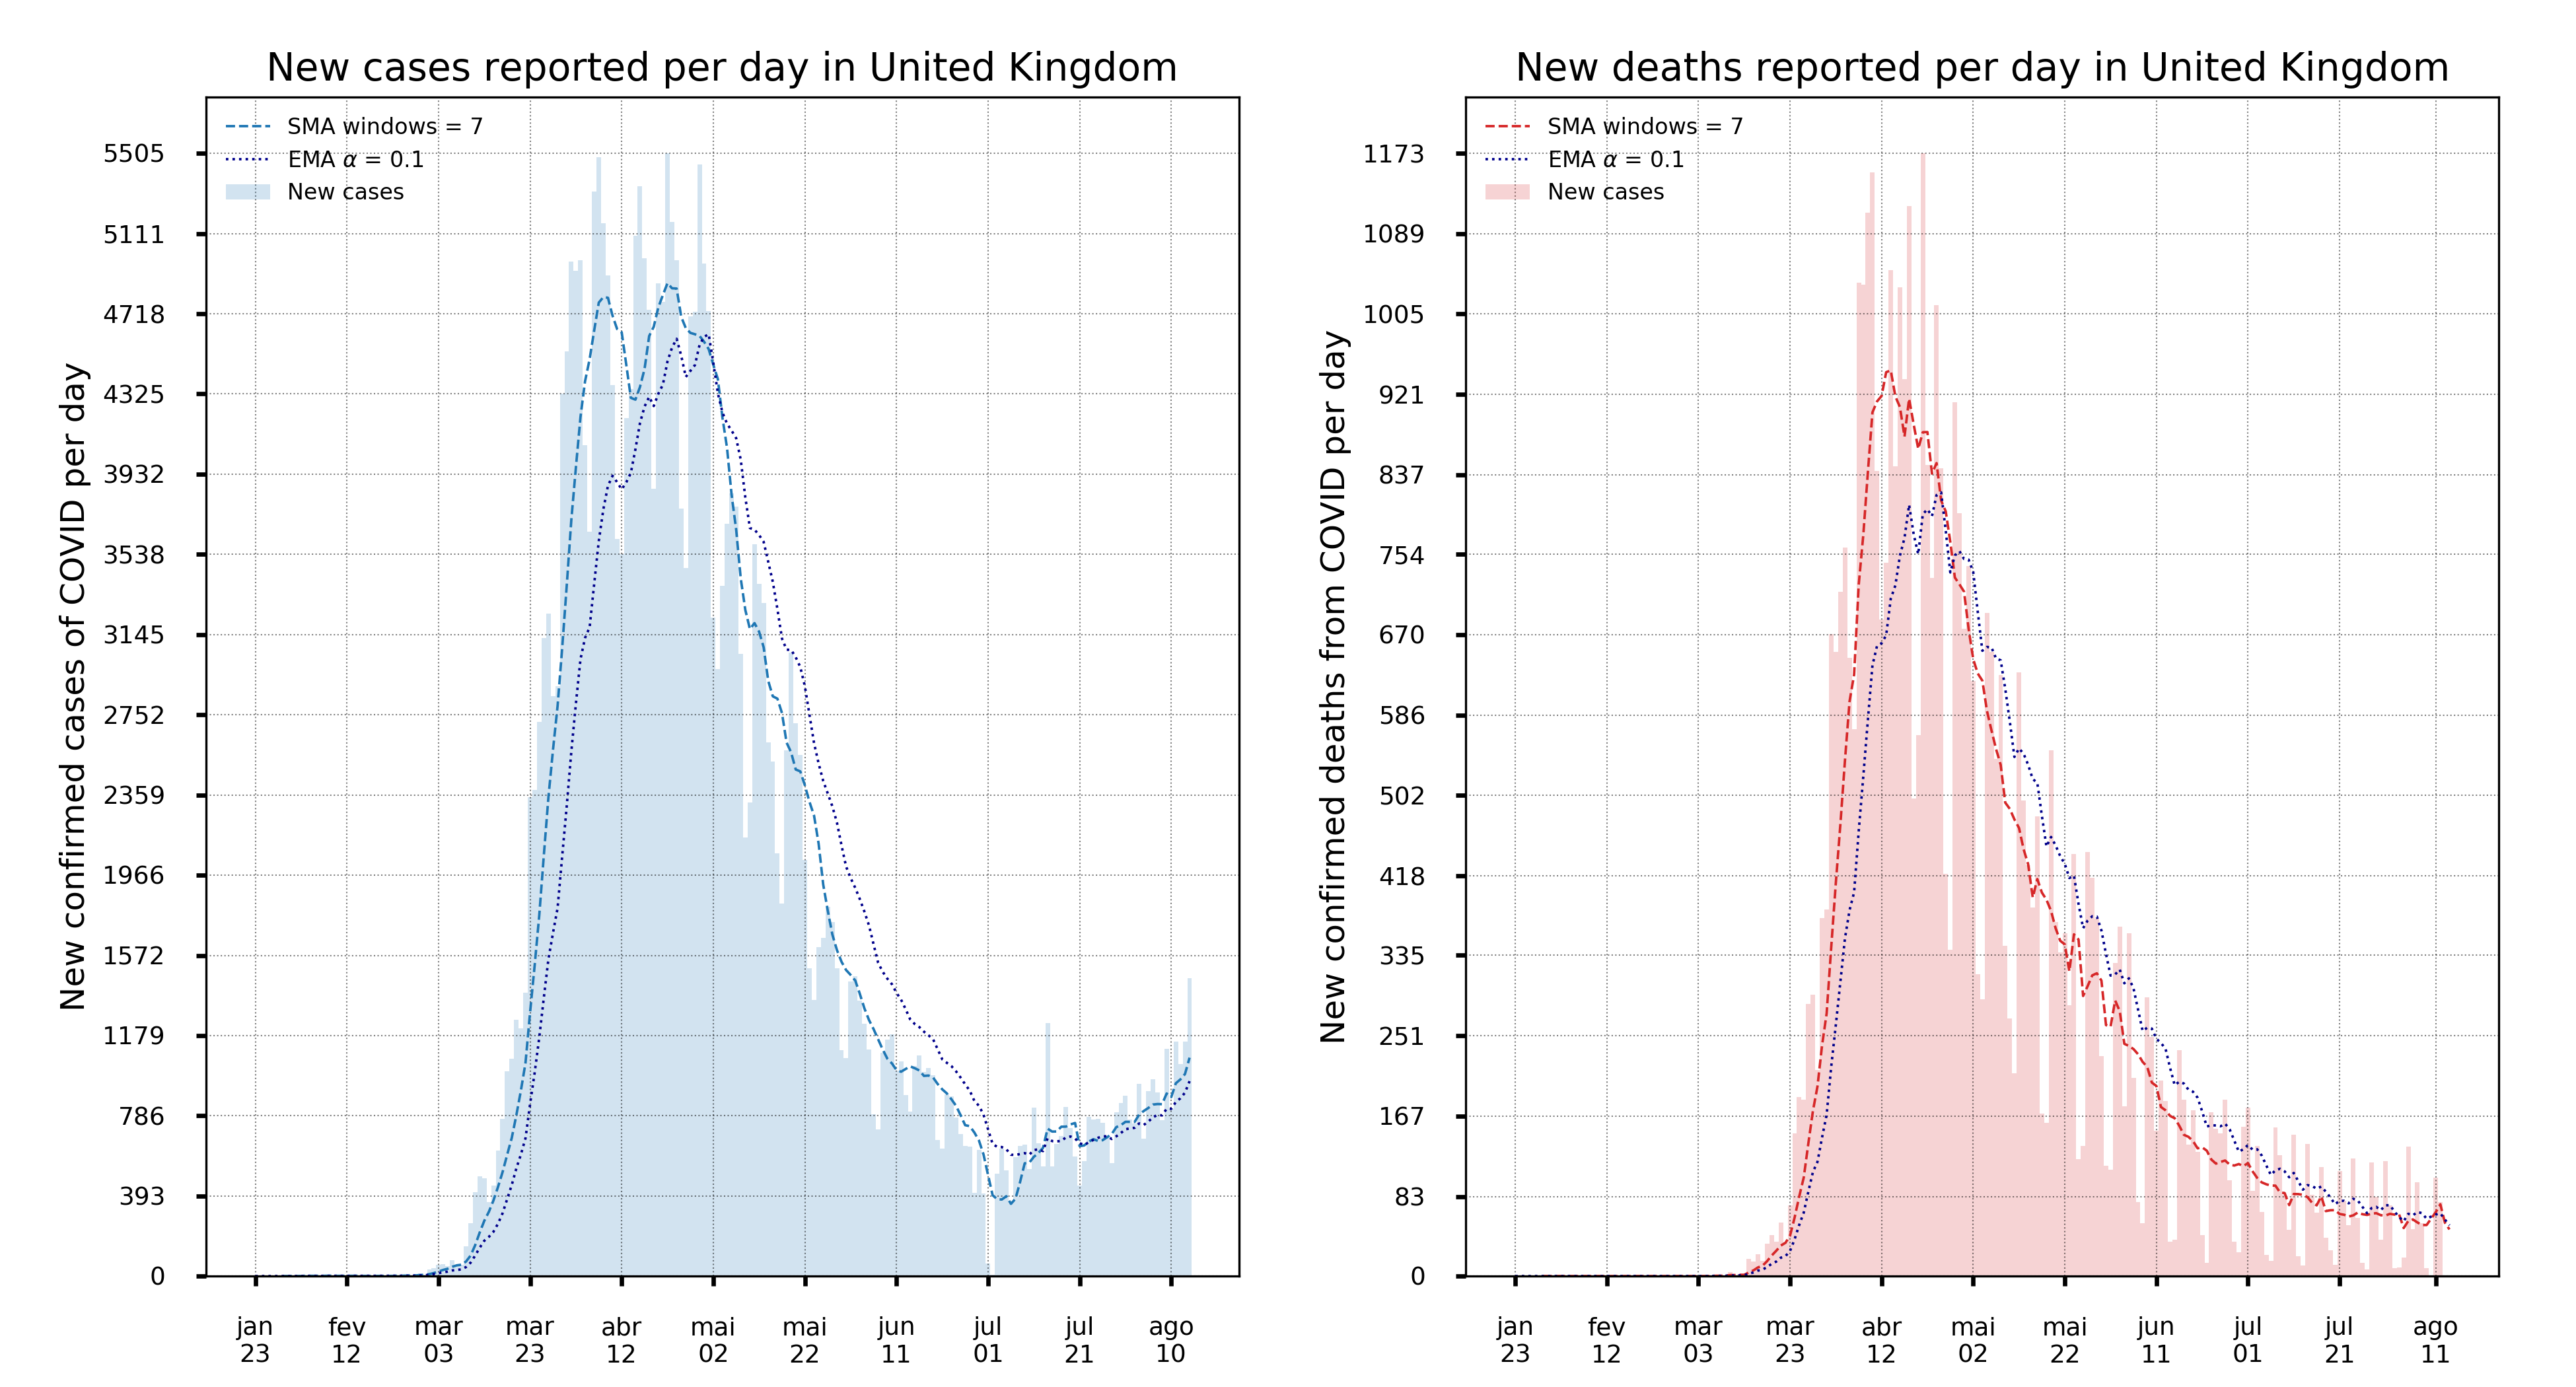 New cases reported per day in United Kingdom
SMA windows = 7
EMA α = 0.1
New cases
New confirmed cases of COVID per day
5505
5111
4718
4325
3932
3538
3145
2752
2359
1966
1572
1179
786
393
0
jan fev mar mar abr mai mai jun jul jul ago
23 12 03 23 12 02 22 11 01 21 10
New deaths reported per day in United Kingdom
SMA windows = 7
EMA α = 0.1
New cases
New confirmed deaths from COVID per day
1173
1089
1005
921
837
754
670
586
502
418
335
251
167
83
0
jan fev mar mar abr mai mai jun jul jul ago
23 12 03 23 12 02 22 11 01 21 11